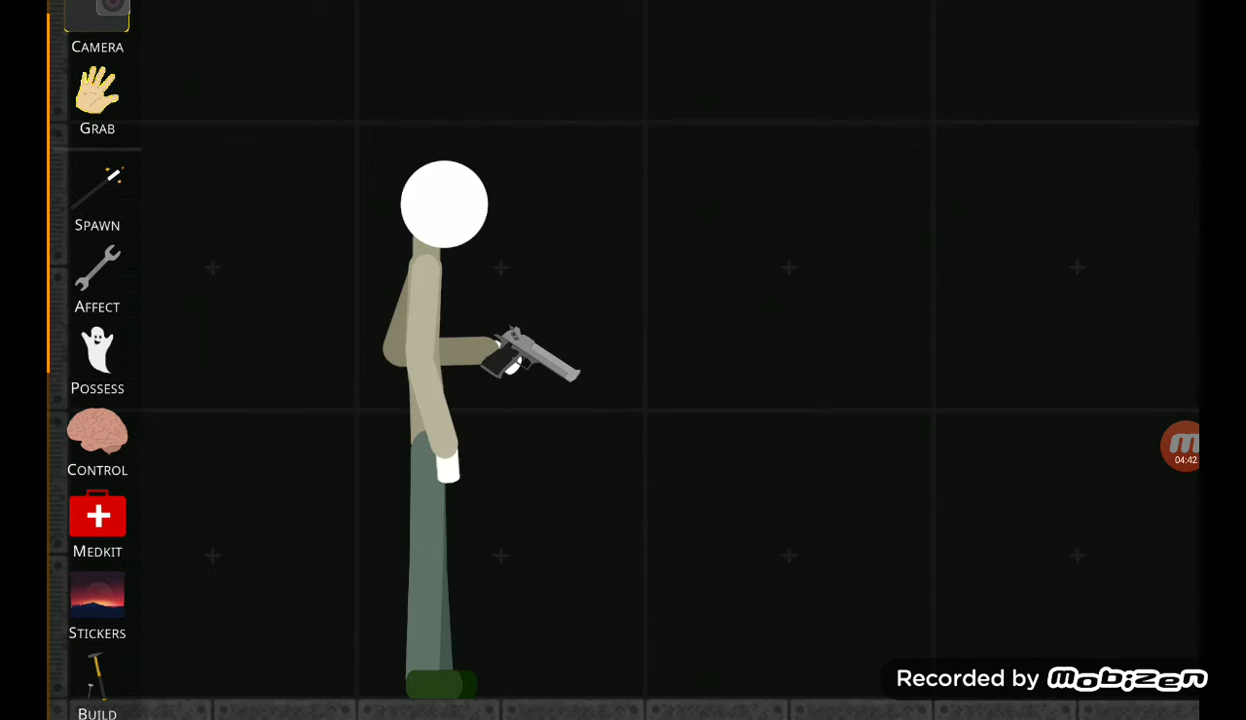 CAMERA
GRAB
SPAWN
AFFECT
POSSESS
CONTROL
MEDKIT
STICKERS
BUILD
04:42
Recorded by mobizen